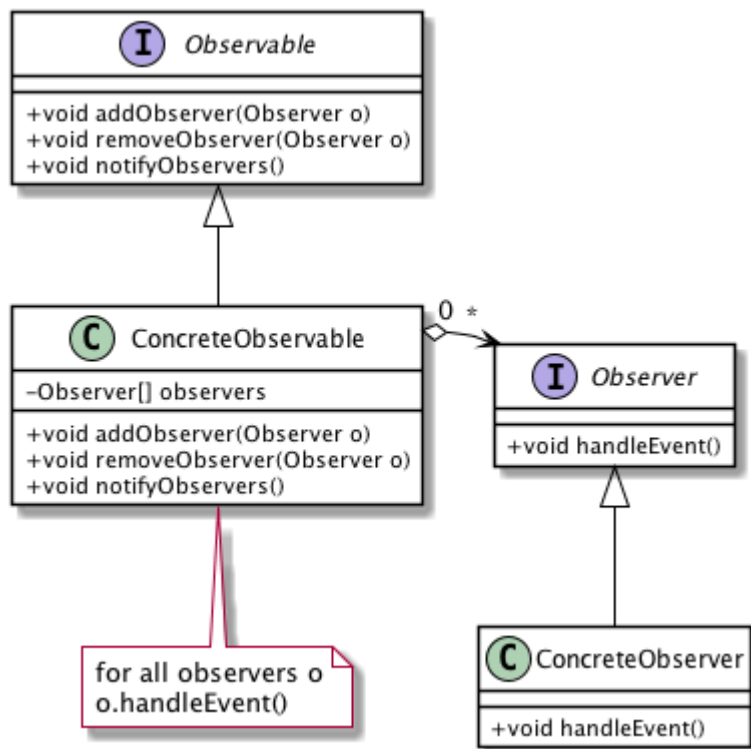 I Observable
+void addObserver(Observer o)
+void removeObserver(Observer o)
+void notifyObservers()
C ConcreteObservable
-Observer[] observers
+void addObserver(Observer o)
+void removeObserver(Observer o)
+void notifyObservers()
0 *
I Observer
+void handleEvent()
for all observers o
o.handleEvent()
C ConcreteObserver
+void handleEvent()